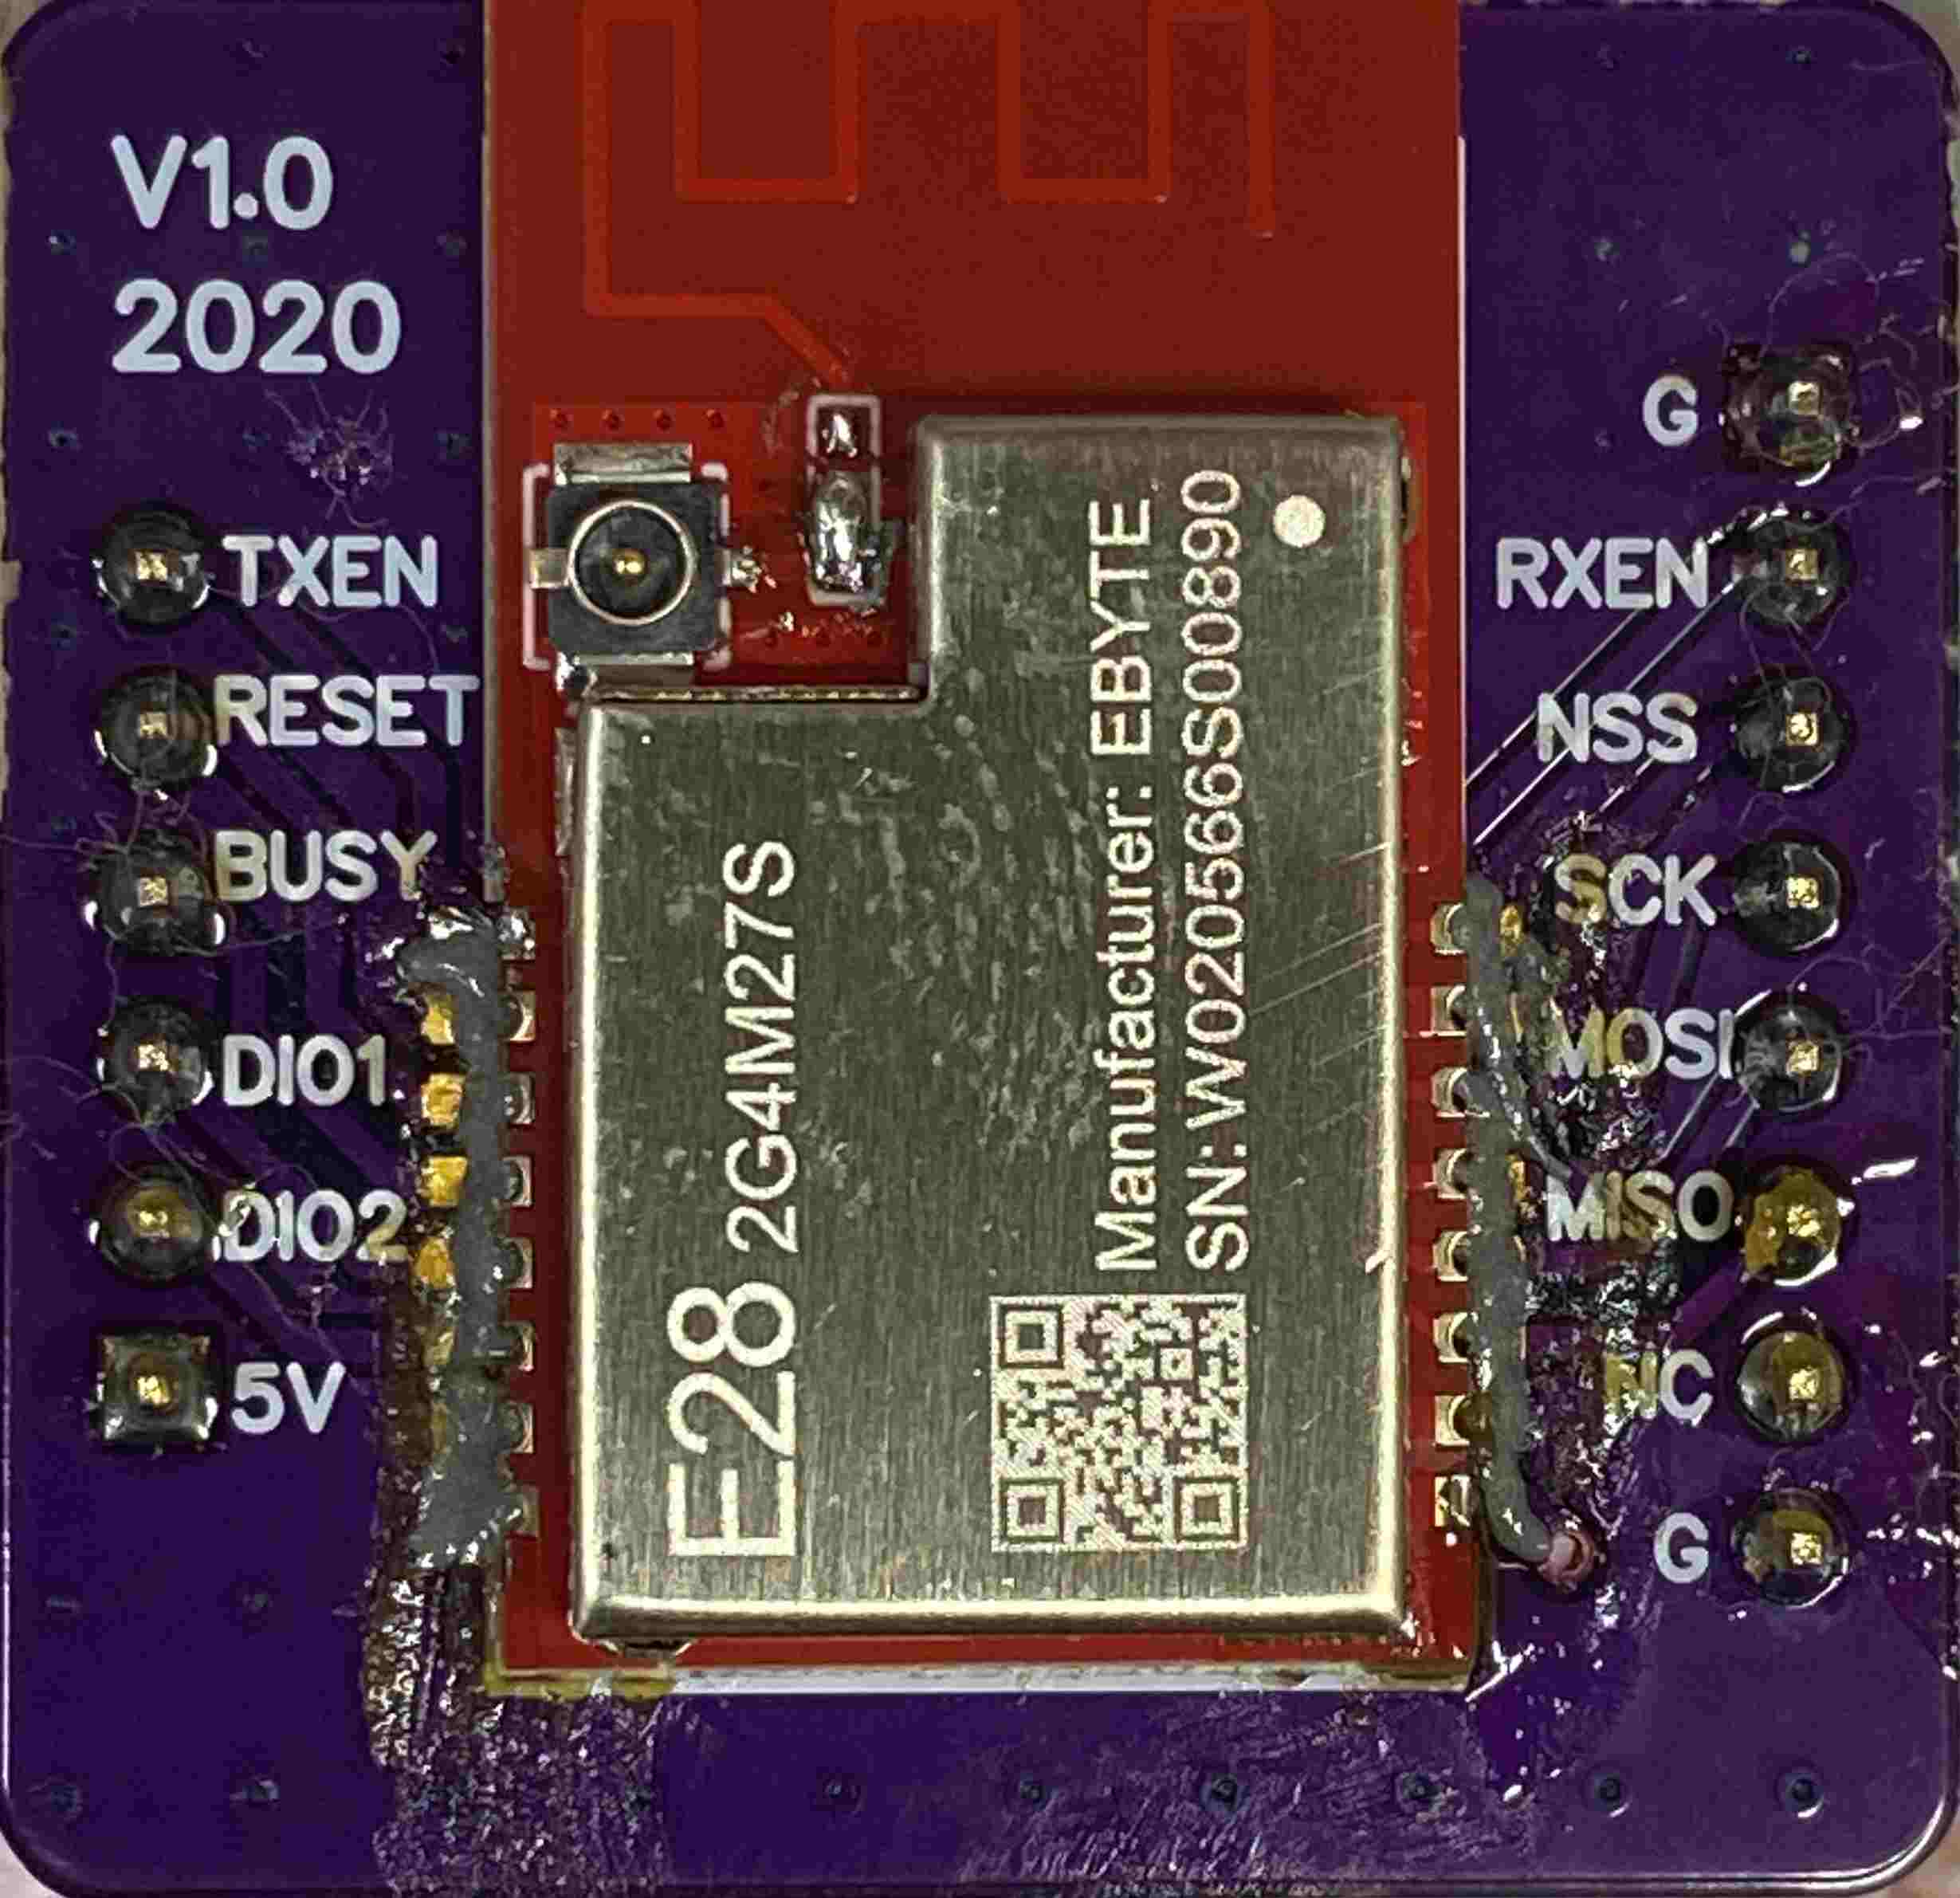 V1.0
2020
TXEN
RESET
BUSY
DIO1
DIO2
5V
E28 2G4M27S
Manufacturer: EBYTE
SN:W020566S00890
G
RXEN
NSS
SCK
MOSI
MISO
NC
G